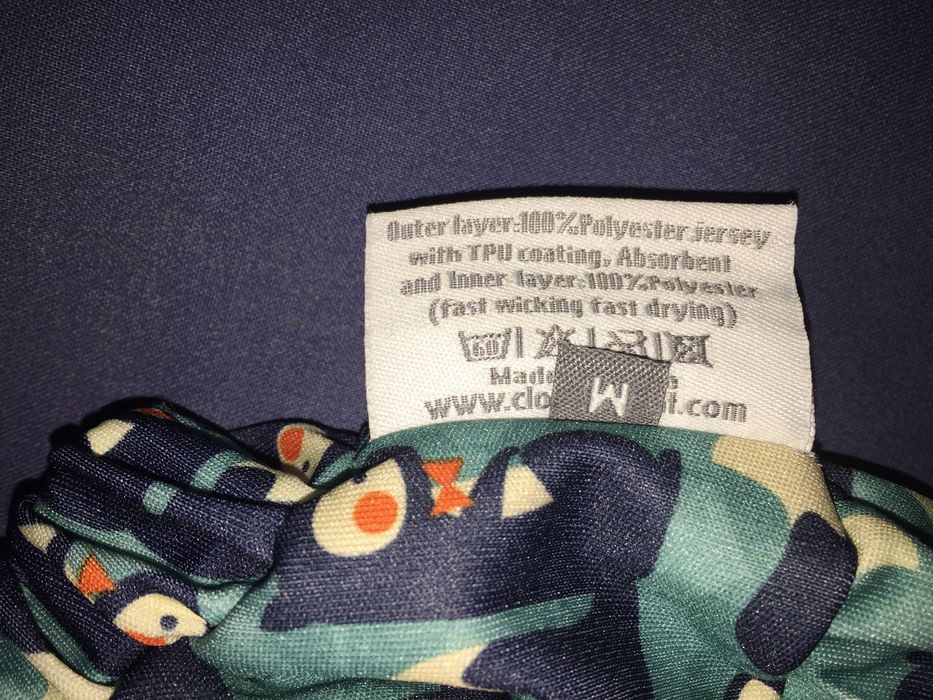 Outer layer:100%Polyester jersey
with TPU coating, Absorbent
and Inner layer:100%Polyester
(fast wicking fast drying)
60
Made
www.clo
.com
M